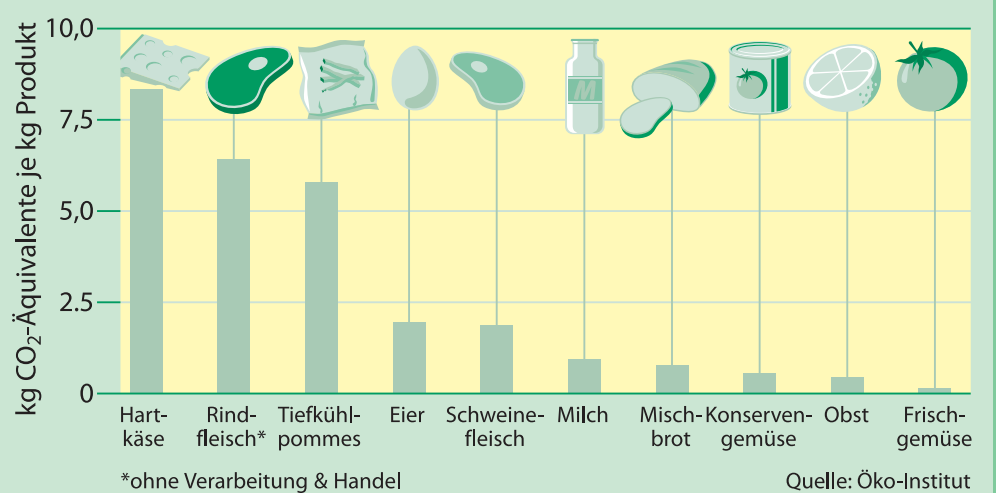 kg CO₂-Äquivalente je kg Produkt
10,0
7,5
5,0
2.5
0
M
Hart-
käse
Rind-
fleisch*
Tiefkühl-
pommes
Eier
Schweine-
fleisch
Milch
Misch-
brot
Konserven-
gemüse
Obst
Frisch-
gemüse
*ohne Verarbeitung & Handel
Quelle: Öko-Institut